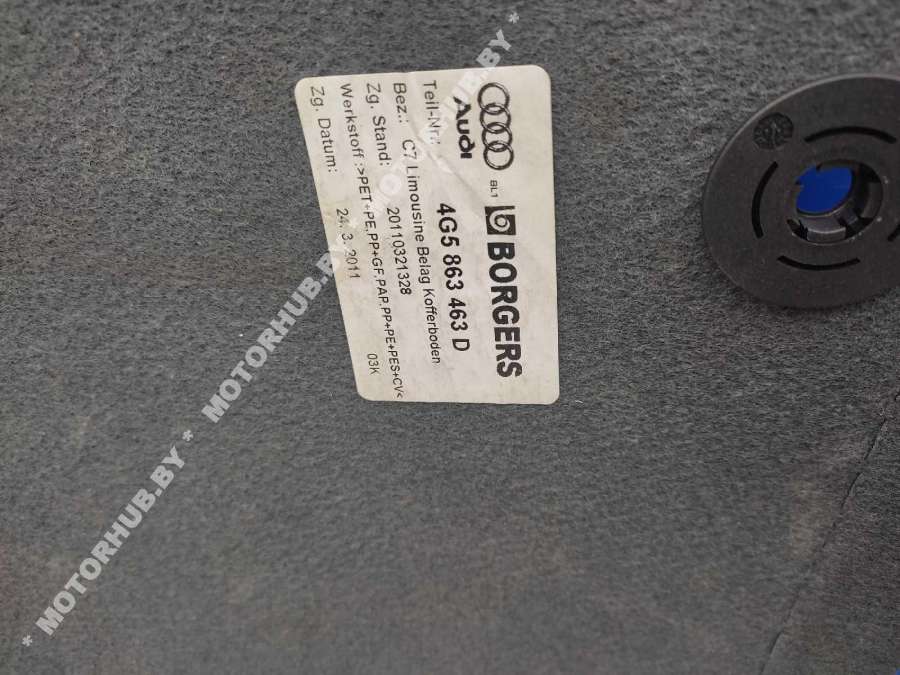 Audi BL1 BORGERS
Teil-Nr.: 4G5 863 463 D
Bez.: C7 Limousine Belag Kofferboden
Zg. Stand: 20110321328
Werkstoff :>PET+PE,PP+GF,PAP,PP+PE+PES+CV<
Zg. Datum: 24. 3. 2011 03K
* MOTORHUB.BY * MOTORHUB.BY * MOTORHUB.BY *